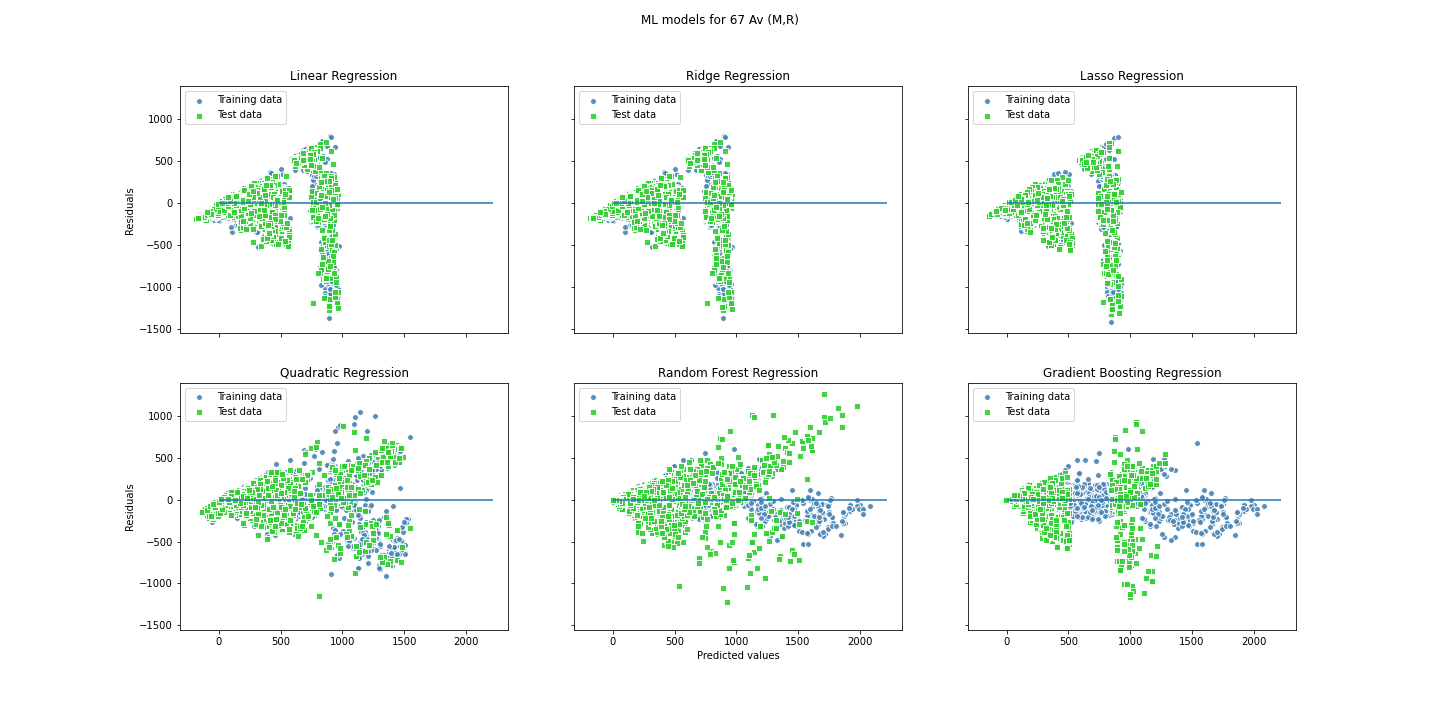 ML models for 67 Av (M,R)
Linear Regression
Training data
Test data
1000
500
0
−500
−1000
−1500
Residuals
Ridge Regression
Training data
Test data
Lasso Regression
Training data
Test data
Quadratic Regression
Training data
Test data
1000
500
0
−500
−1000
−1500
Residuals
0 500 1000 1500 2000
Random Forest Regression
Training data
Test data
0 500 1000 1500 2000
Predicted values
Gradient Boosting Regression
Training data
Test data
0 500 1000 1500 2000